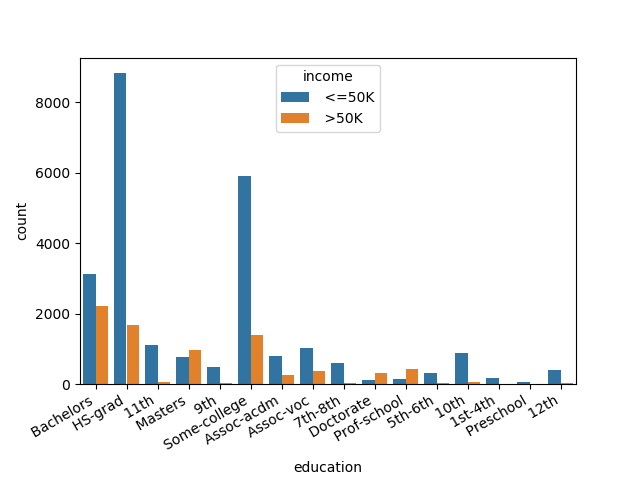 income
<=50K
>50K
count
8000
6000
4000
2000
0
Bachelors
HS-grad
11th
Masters
9th
Some-college
Assoc-acdm
Assoc-voc
7th-8th
Doctorate
Prof-school
5th-6th
10th
1st-4th
Preschool
12th
education